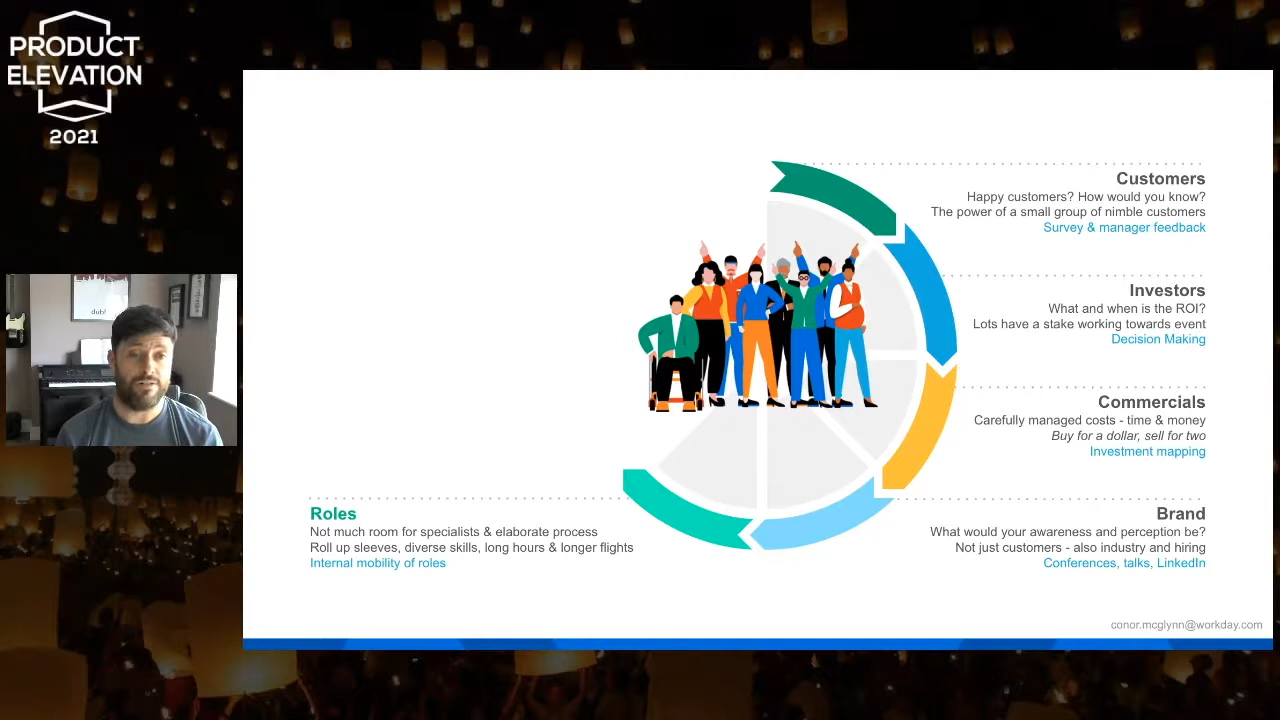 PRODUCT
ELEVATION
2021
dub!
Customers
Happy customers? How would you know?
The power of a small group of nimble customers
Survey & manager feedback
Investors
What and when is the ROI?
Lots have a stake working towards event
Decision Making
Commercials
Carefully managed costs - time & money
Buy for a dollar, sell for two
Investment mapping
Brand
What would your awareness and perception be?
Not just customers - also industry and hiring
Conferences, talks, LinkedIn
Roles
Not much room for specialists & elaborate process
Roll up sleeves, diverse skills, long hours & longer flights
Internal mobility of roles
conor.mcglynn@workday.com